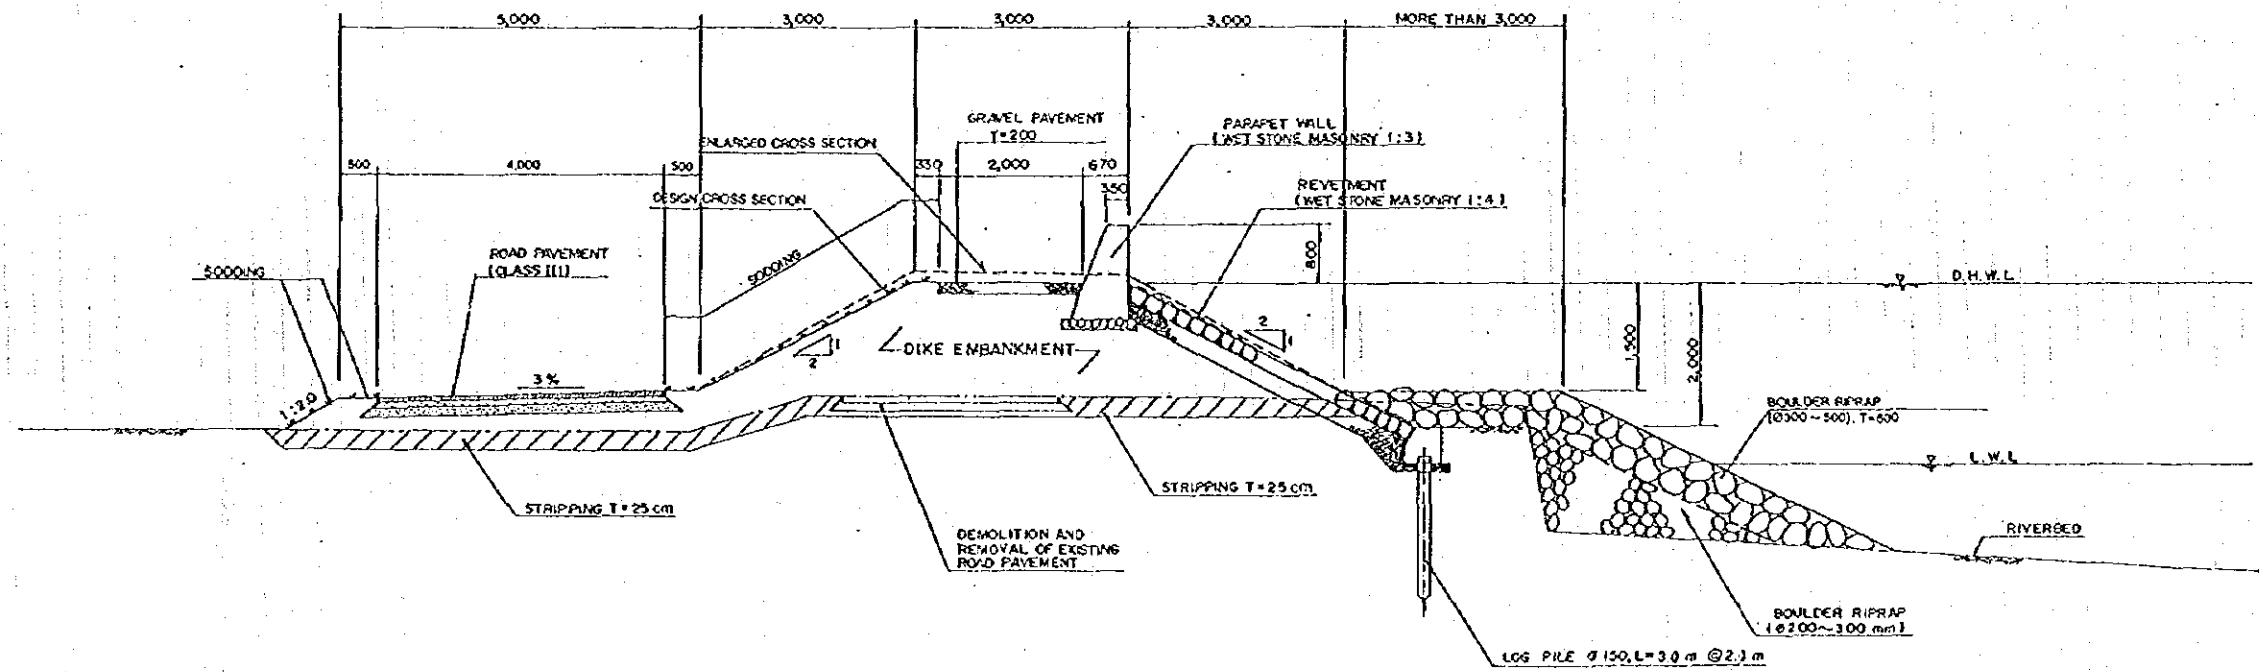 5,000
3,000
3,000
3,000
MORE THAN 3,000
GRAVEL PAVEMENT
T=200
PARAPET WALL
(WET STONE MASONRY 1:3)
ENLARGED CROSS SECTION
500
4,000
500
330
2,000
670
350
REVETMENT
(WET STONE MASONRY 1:4)
DESIGN CROSS SECTION
800
ROAD PAVEMENT
(CLASS III)
SODDING
SODDING
D.H.W.L
2
1
2
1
DIKE EMBANKMENT
1,500
2,000
3%
1:2.0
BOULDER RIPRAP
(Ø300~500), T=600
L.W.L
STRIPPING T=25cm
STRIPPING T=25cm
RIVERBED
DEMOLITION AND
REMOVAL OF EXISTING
ROAD PAVEMENT
BOULDER RIPRAP
(Ø200~300 mm)
LOG PILE Ø150, L=3.0 m